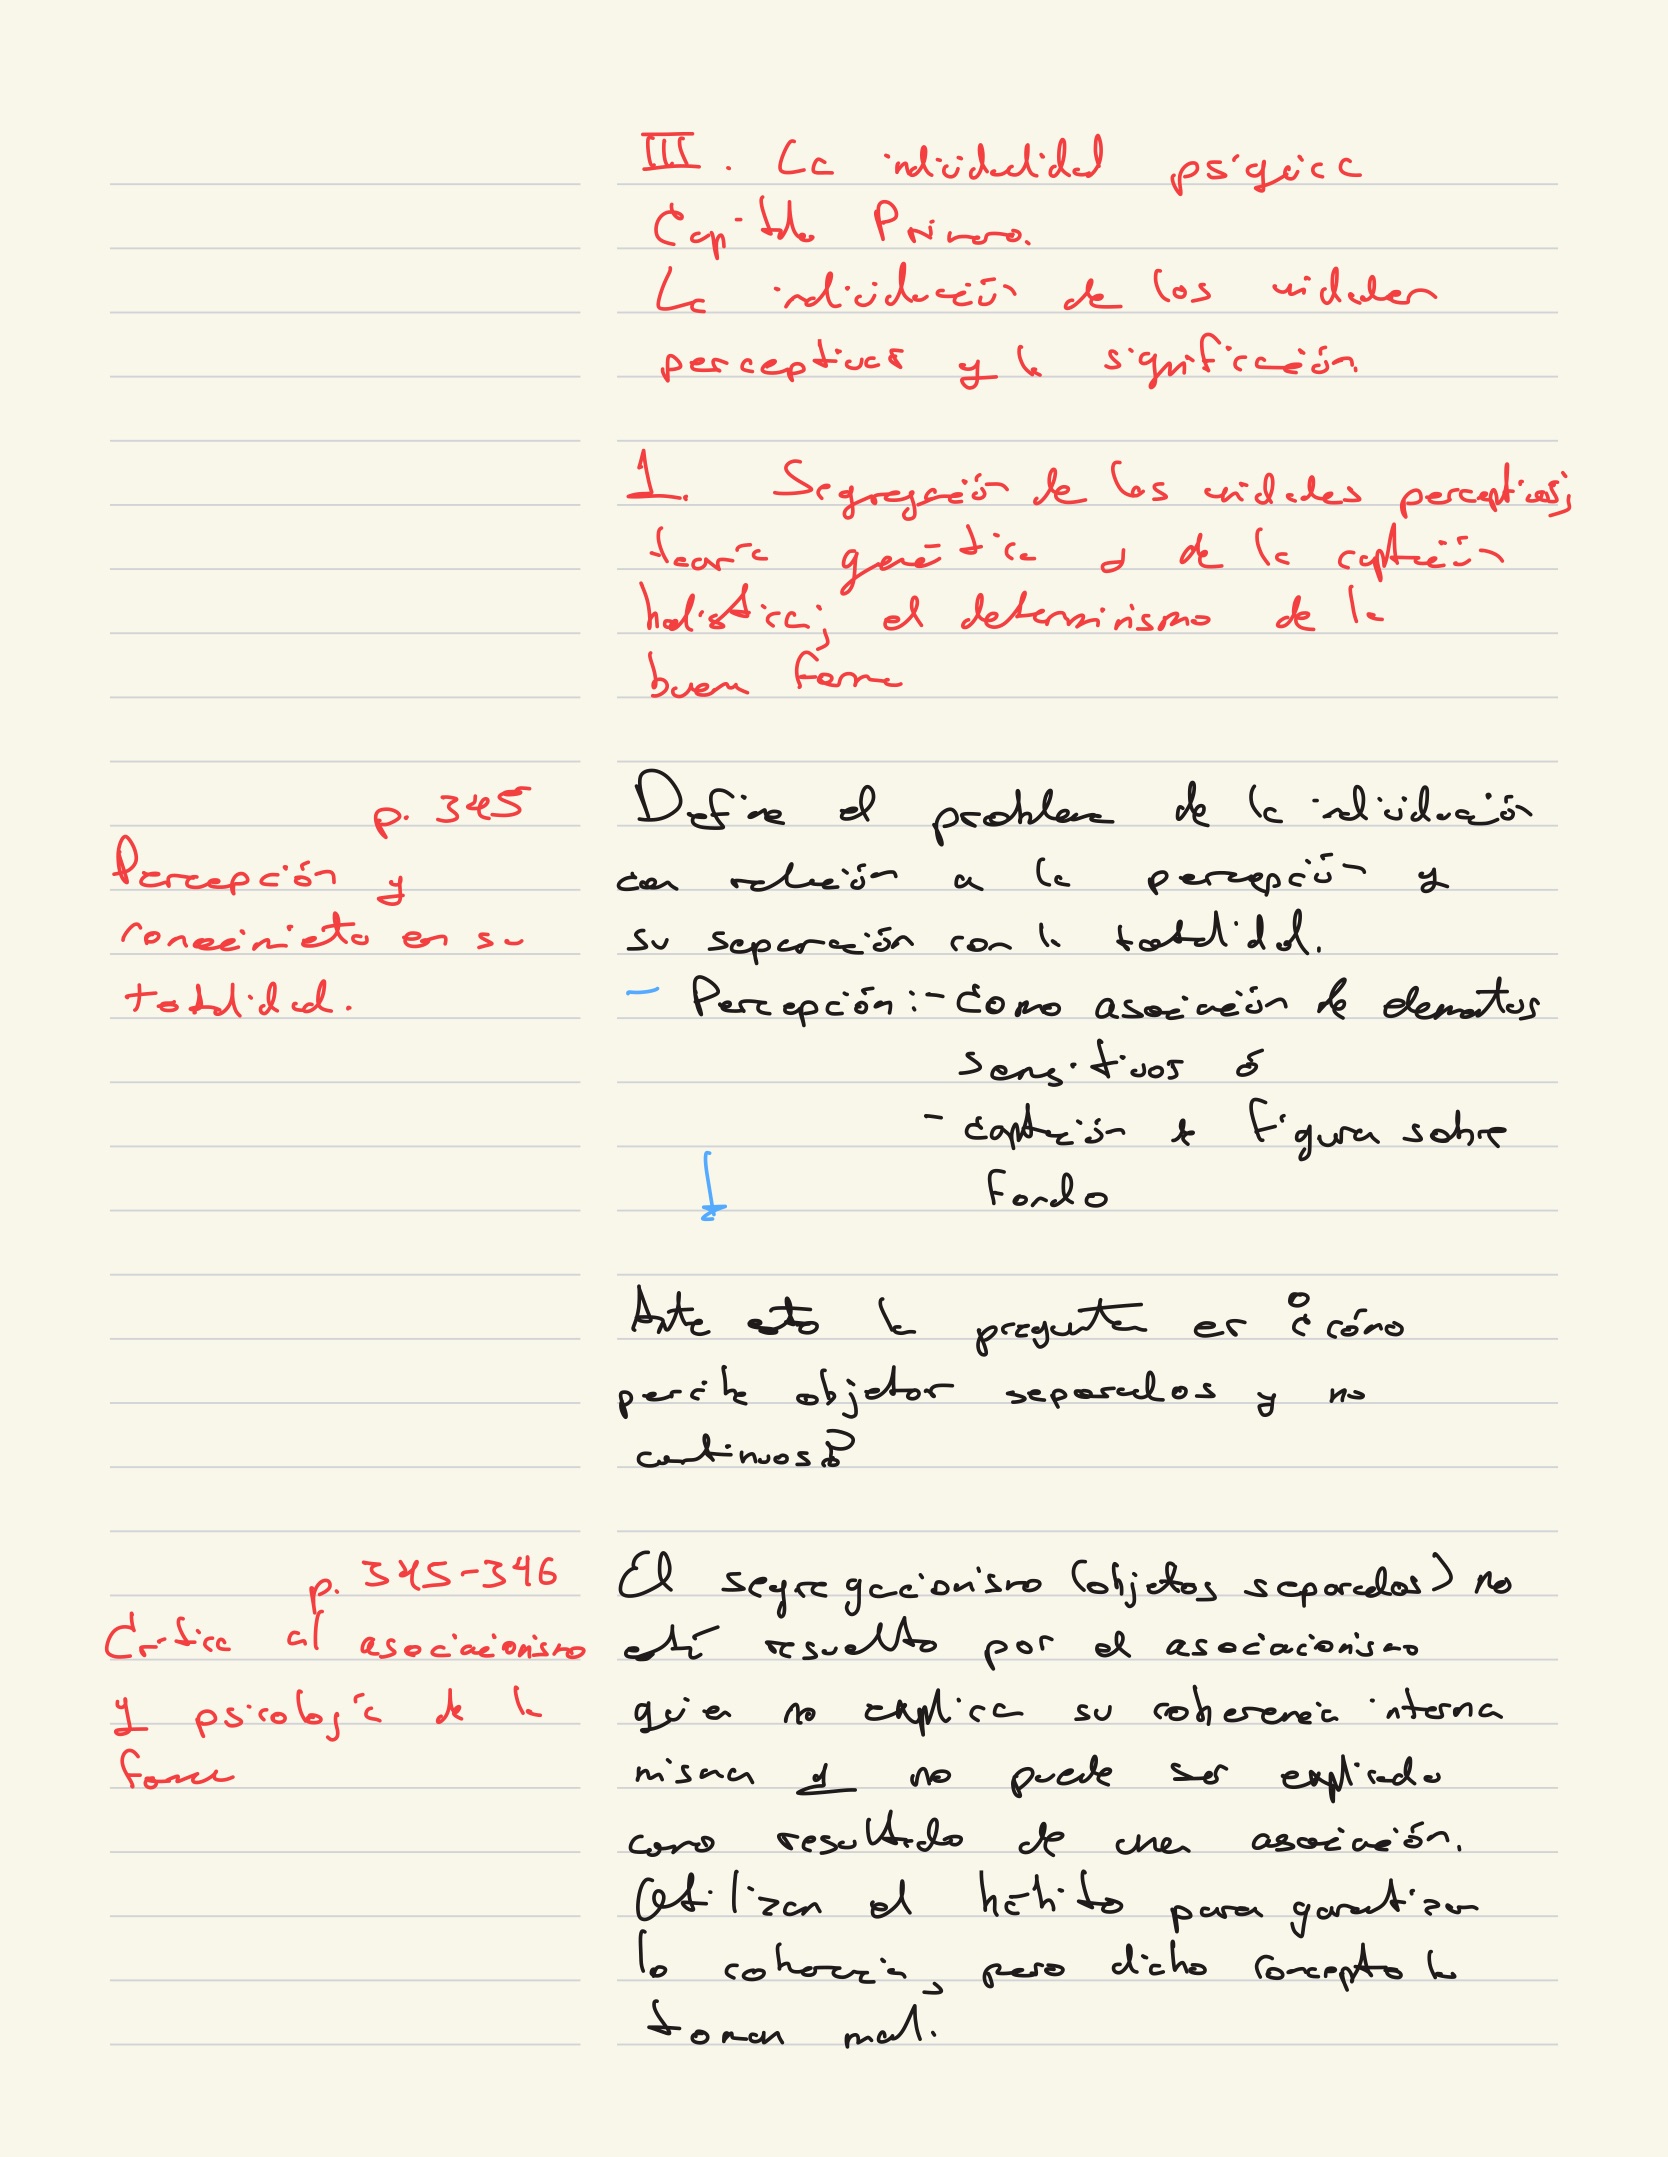 III. La individualidad psíquica
Capítulo Primero.
La individuación de las unidades
perceptivas y la significación.
1. Segregación de las unidades perceptivas;
teoría genética y de la captación
holística; el determinismo de la
buena forma
p. 345
Percepción y
conocimiento en su
totalidad.
Define el problema de la individuación
con relación a la percepción y
su separación con la totalidad.
- Percepción: - Como asociación de elementos
sensitivos ó
- captación de figura sobre
fondo
Ante esto la pregunta es ¿cómo
percibe objetos separados y no
continuos?
p. 345-346
Crítica al asociacionismo
y psicología de la
forma
El segregacionismo (objetos separados) no
está resuelto por el asociacionismo
quien no explica su coherencia interna
misma y no puede ser explicado
como resultado de una asociación.
Utilizan el hábito para garantizar
la coherencia, pero dicho concepto lo
toman mal.